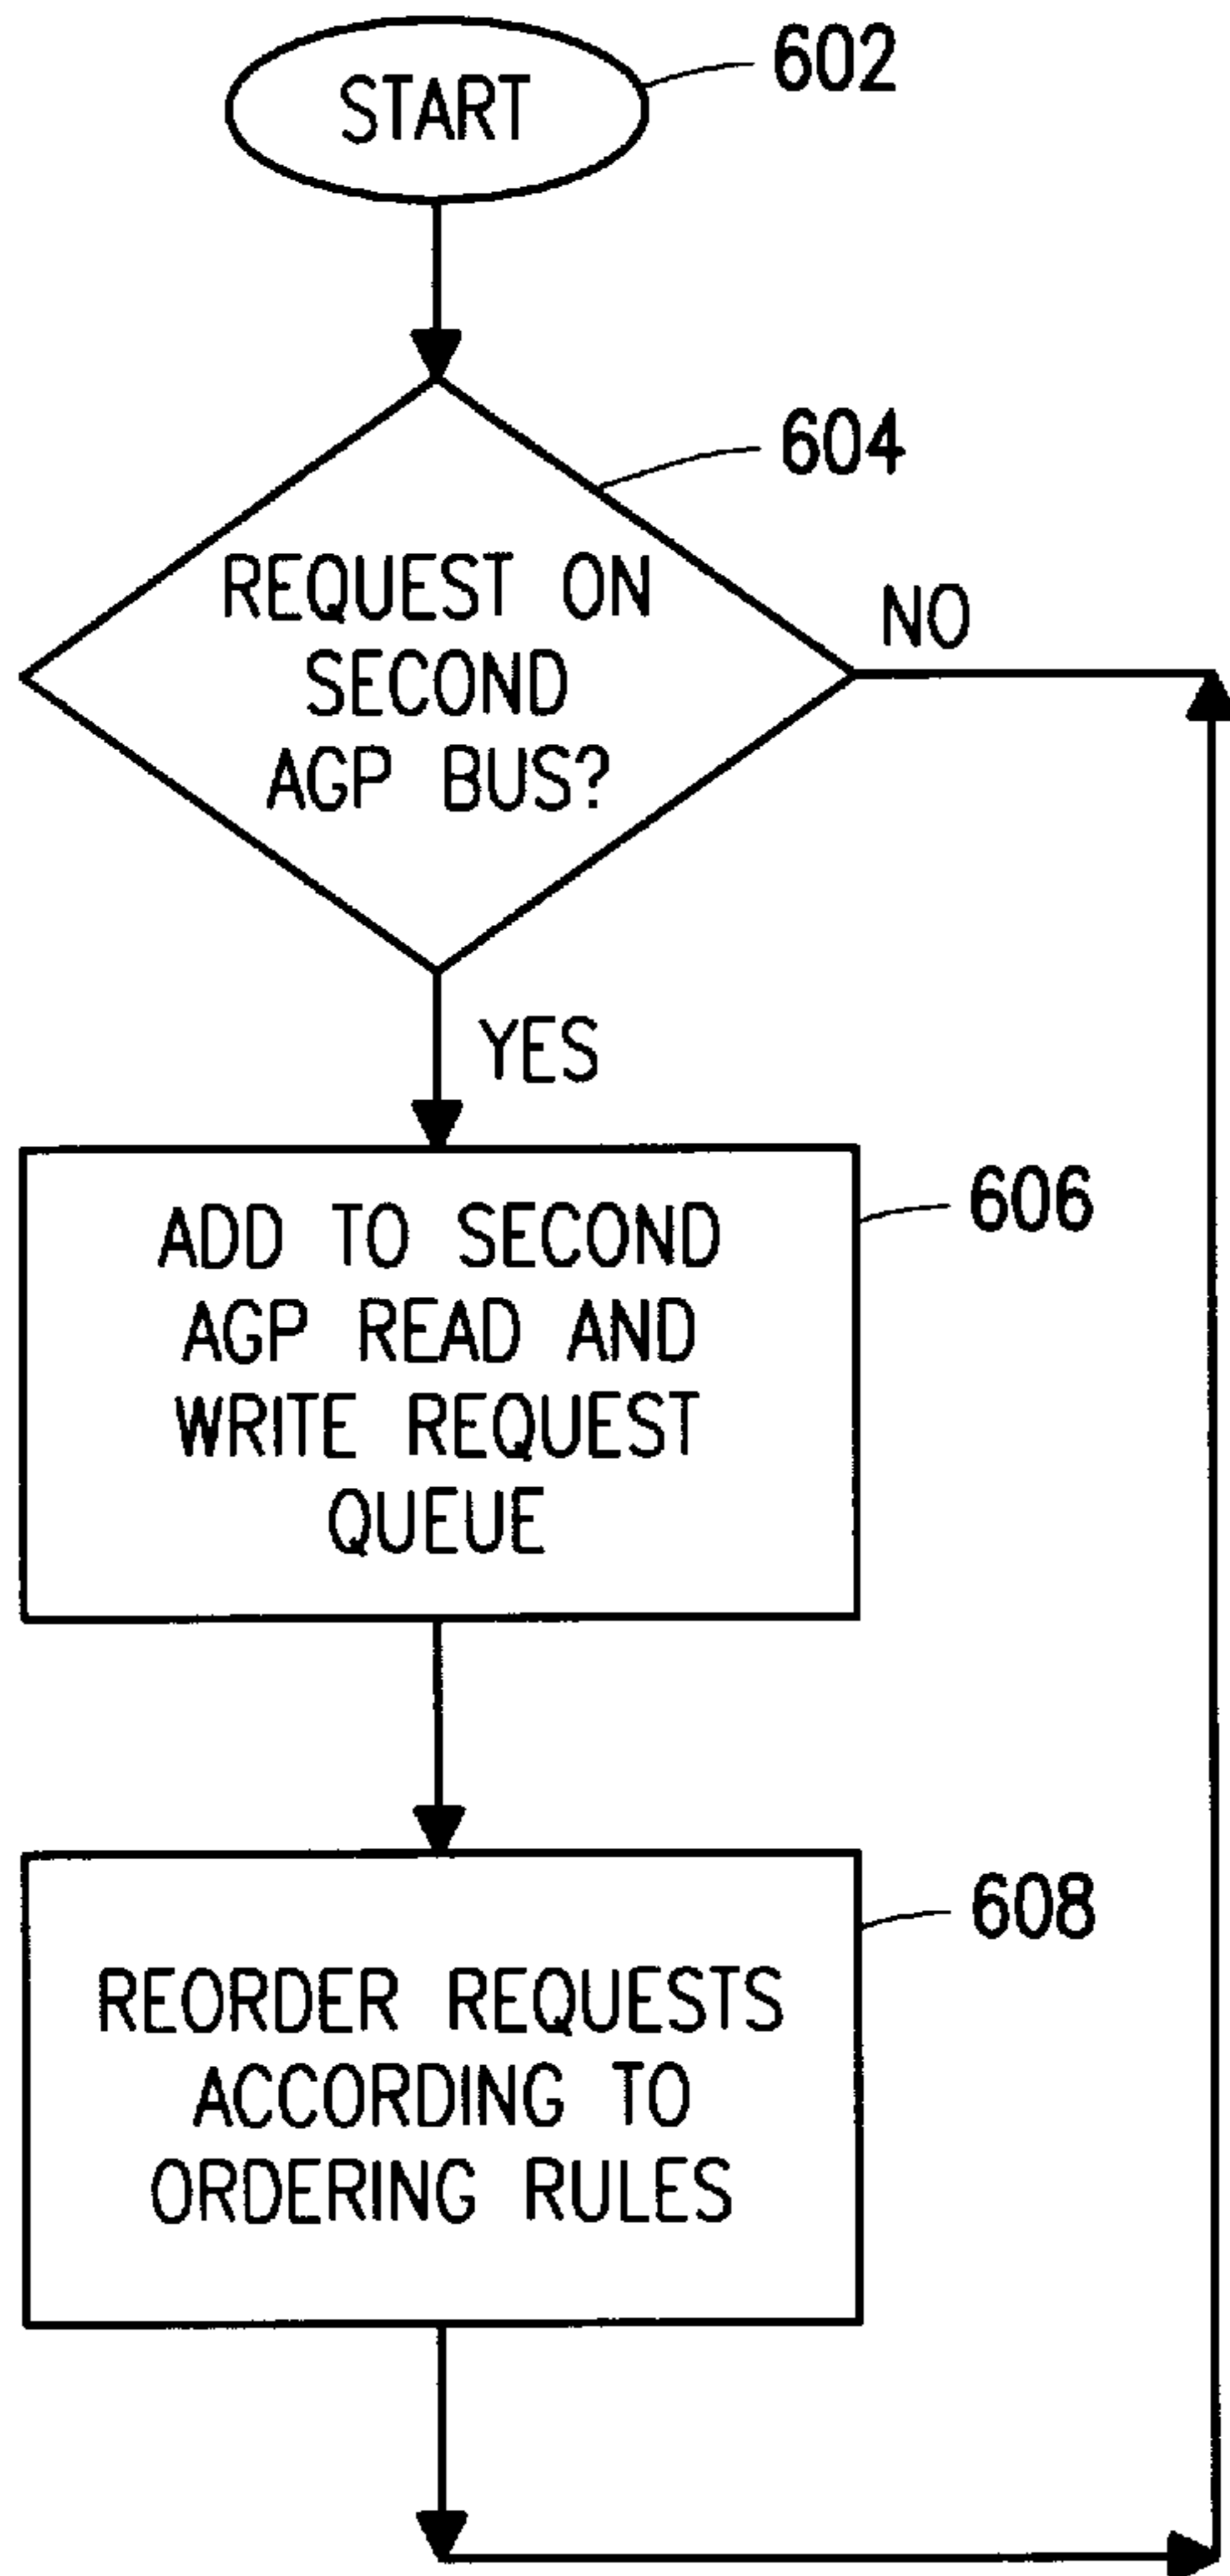 START
602
604
REQUEST ON
SECOND
AGP BUS?
NO
YES
606
ADD TO SECOND
AGP READ AND
WRITE REQUEST
QUEUE
608
REORDER REQUESTS
ACCORDING TO
ORDERING RULES